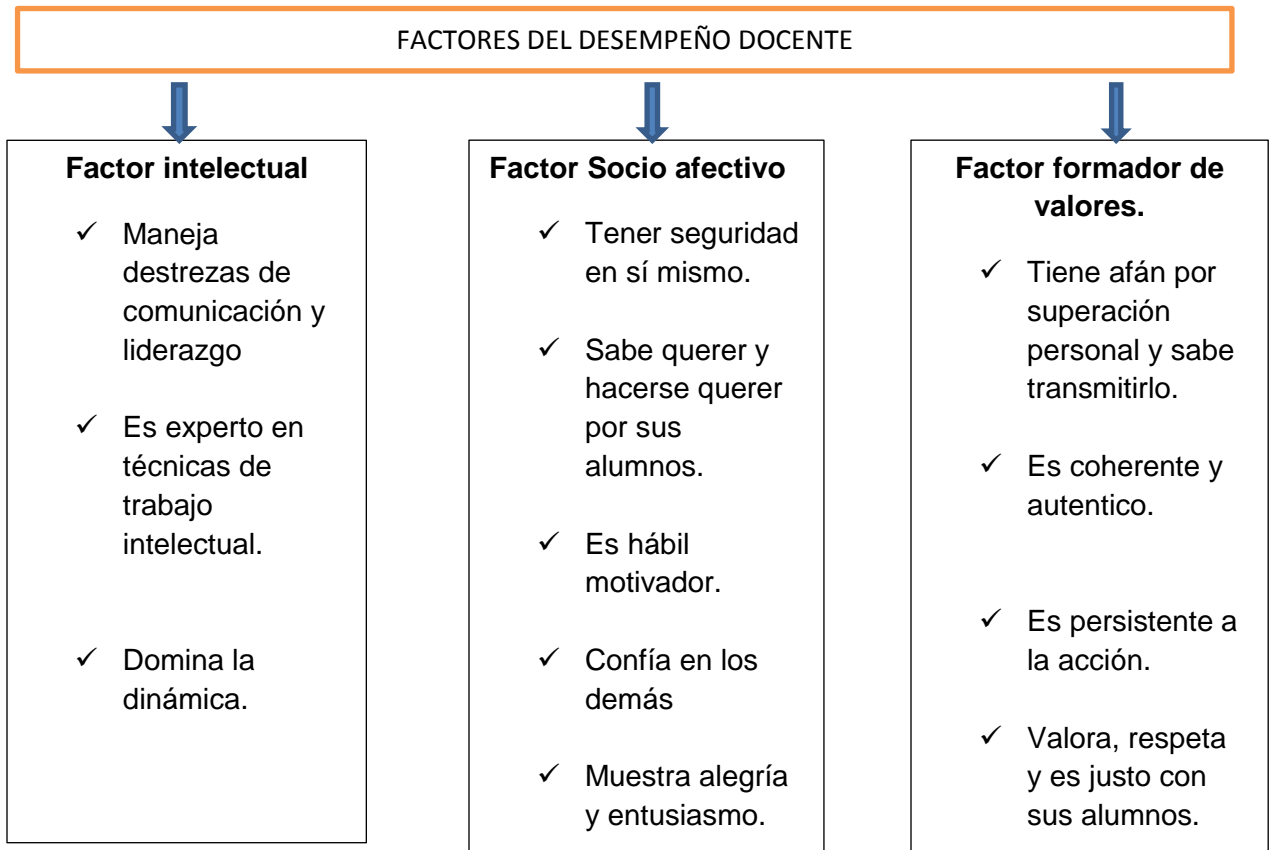 FACTORES DEL DESEMPEÑO DOCENTE
Factor intelectual
✓ Maneja
destrezas de
comunicación y
liderazgo
✓ Es experto en
técnicas de
trabajo
intelectual.
✓ Domina la
dinámica.
Factor Socio afectivo
✓ Tener seguridad
en sí mismo.
✓ Sabe querer y
hacerse querer
por sus
alumnos.
✓ Es hábil
motivador.
✓ Confía en los
demás
✓ Muestra alegría
y entusiasmo.
Factor formador de
valores.
✓ Tiene afán por
superación
personal y sabe
transmitirlo.
✓ Es coherente y
autentico.
✓ Es persistente a
la acción.
✓ Valora, respeta
y es justo con
sus alumnos.